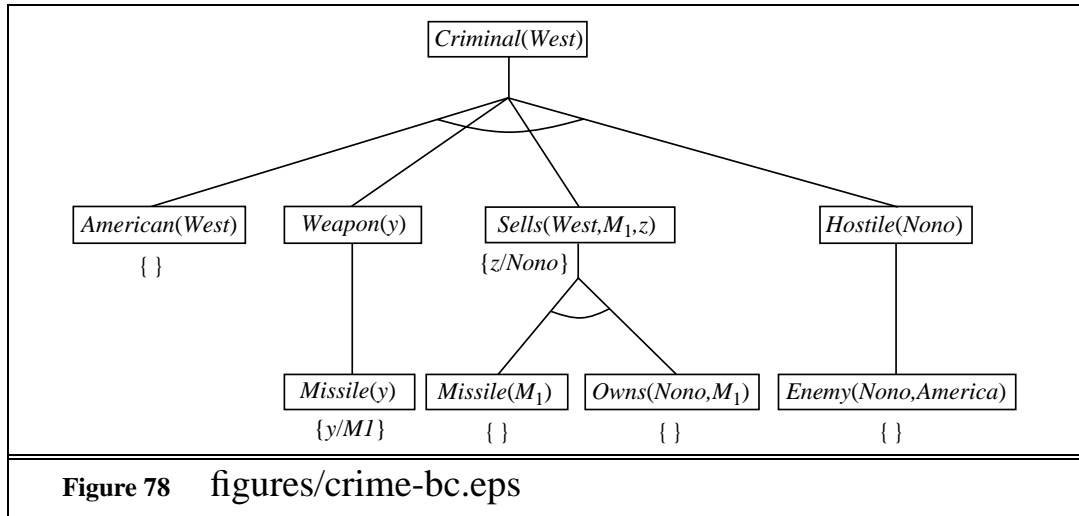 Criminal(West)
American(West) Weapon(y) Sells(West,M1,z) Hostile(Nono)
{ } {z/Nono}
Missile(y) Missile(M1) Owns(Nono,M1) Enemy(Nono,America)
{y/M1} { } { } { }
Figure 78 figures/crime-bc.eps